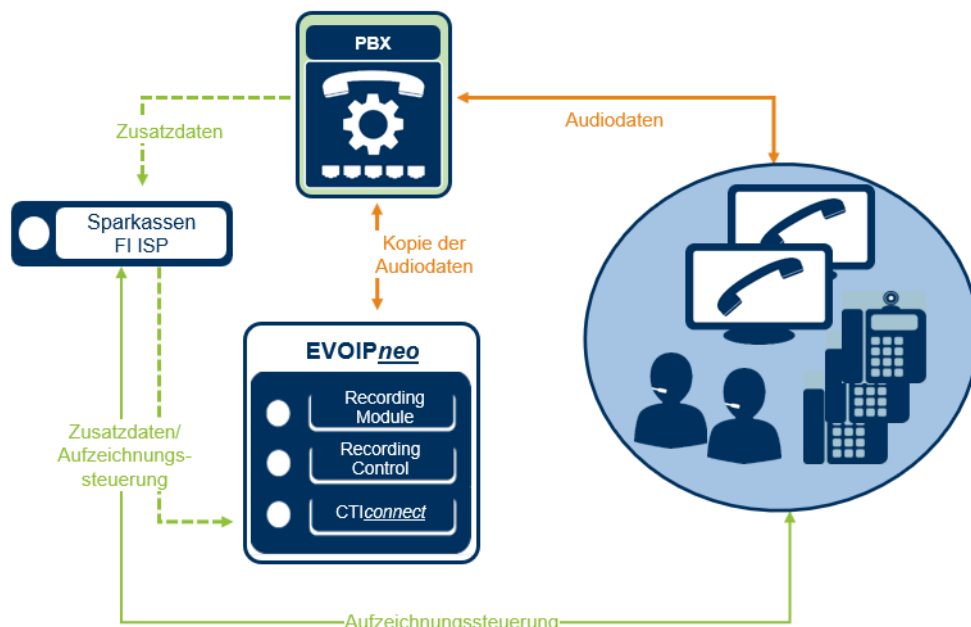 PBX
Zusatzdaten
Audiodaten
Sparkassen
FI ISP
Kopie der
Audiodaten
EVOIPneo
Recording
Module
Recording
Control
CTIconnect
Zusatzdaten/
Aufzeichnungs-
steuerung
Aufzeichnungssteuerung